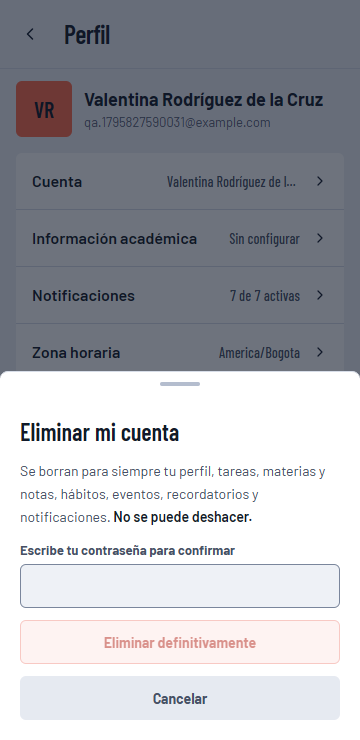 Perfil
VR
Valentina Rodríguez de la Cruz
qa.1795827590031@example.com
Cuenta Valentina Rodríguez de l...
Información académica Sin configurar
Notificaciones 7 de 7 activas
Zona horaria America/Bogota
Eliminar mi cuenta
Se borran para siempre tu perfil, tareas, materias y
notas, hábitos, eventos, recordatorios y
notificaciones. No se puede deshacer.
Escribe tu contraseña para confirmar
Eliminar definitivamente
Cancelar